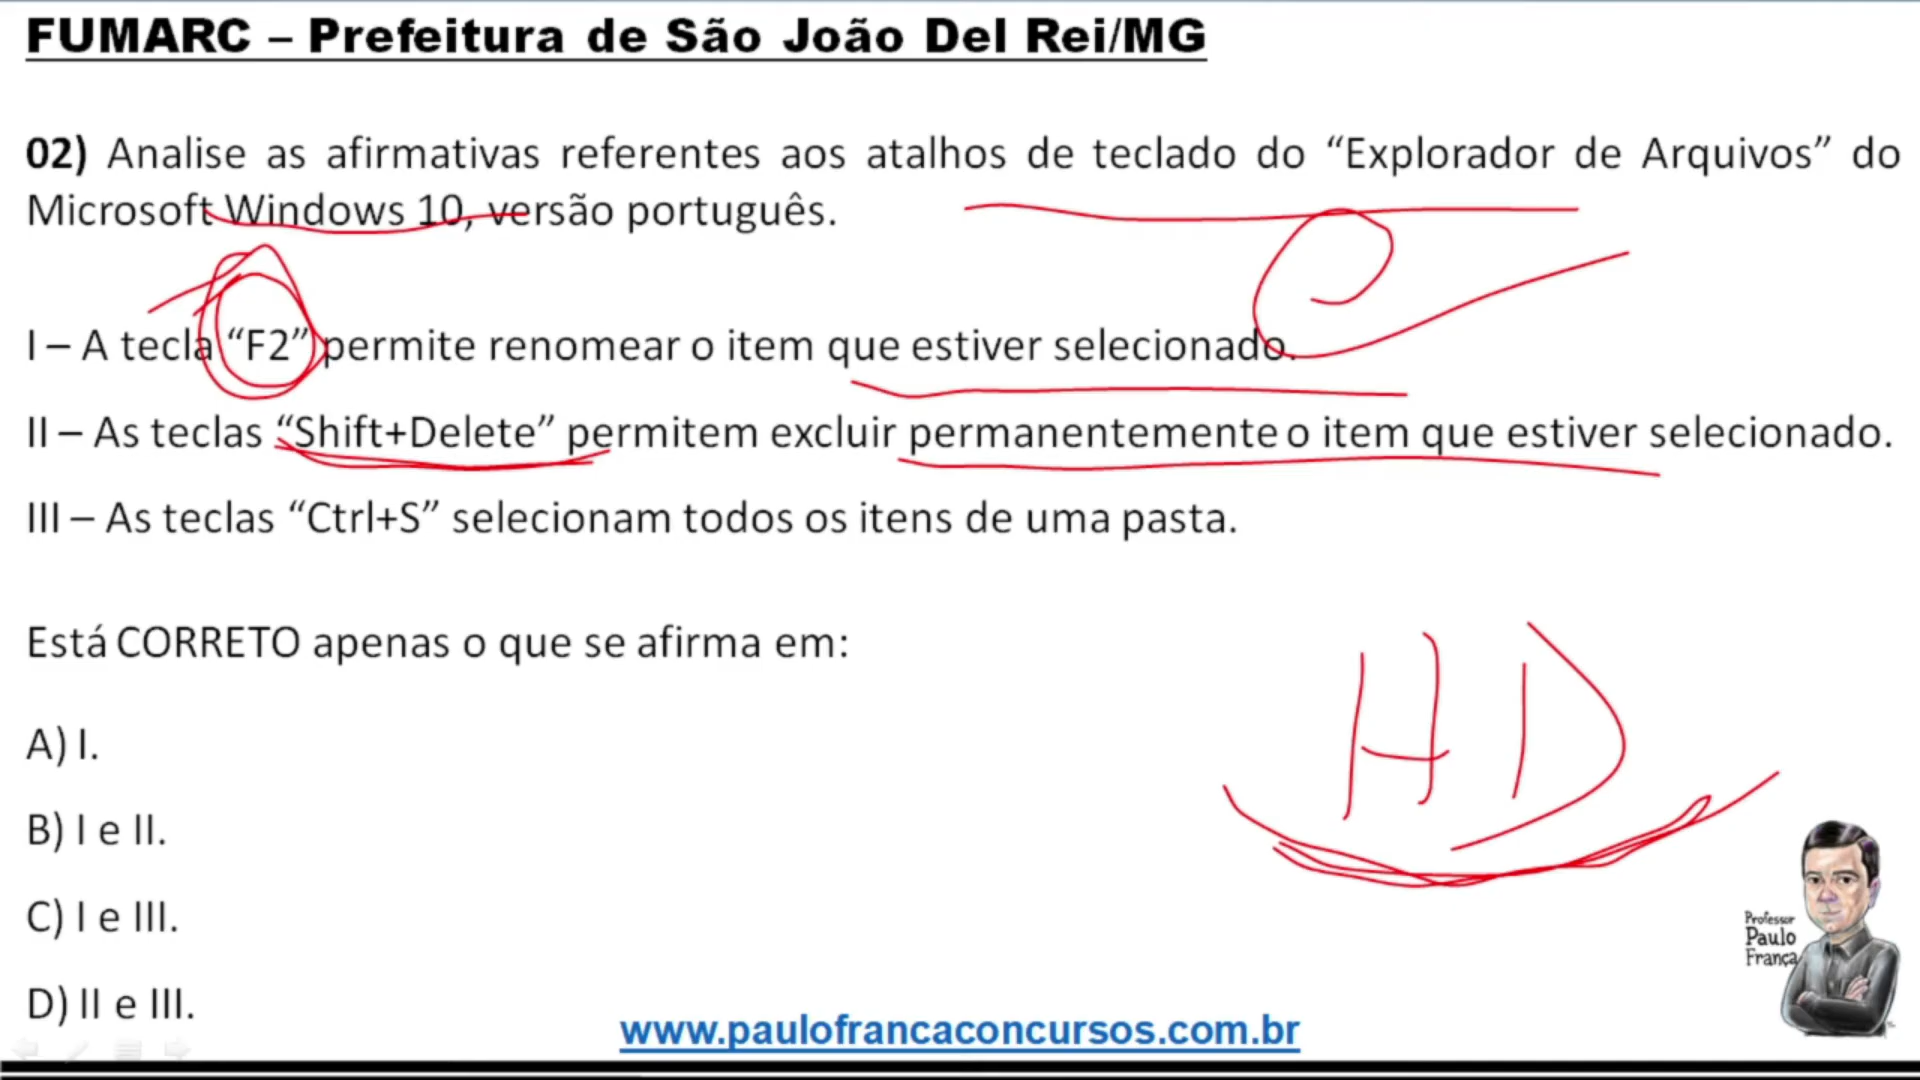 FUMARC – Prefeitura de São João Del Rei/MG
02) Analise as afirmativas referentes aos atalhos de teclado do “Explorador de Arquivos” do
Microsoft Windows 10, versão português.
I – A tecla “F2” permite renomear o item que estiver selecionado.
II – As teclas “Shift+Delete” permitem excluir permanentemente o item que estiver selecionado.
III – As teclas “Ctrl+S” selecionam todos os itens de uma pasta.
Está CORRETO apenas o que se afirma em:
A) I.
B) I e II.
C) I e III.
D) II e III.
HD
Professor
Paulo
França
www.paulofrancaconcursos.com.br